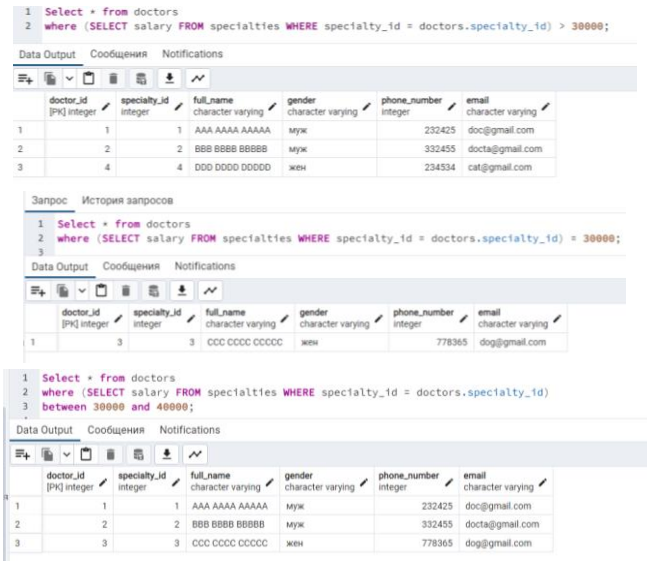 1 Select * from doctors
2 where (SELECT salary FROM specialties WHERE specialty_id = doctors.specialty_id) > 30000;
Data Output Сообщения Notifications
doctor_id specialty_id full_name gender phone_number email
[PK] integer integer character varying character varying integer character varying
1 1 1 AAA AAAA AAAAA муж 232425 doc@gmail.com
2 2 2 BBB BBBB BBBBB муж 332455 docta@gmail.com
3 4 4 DDD DDDD DDDDD жен 234534 cat@gmail.com
Запрос История запросов
1 Select * from doctors
2 where (SELECT salary FROM specialties WHERE specialty_id = doctors.specialty_id) = 30000;
3
Data Output Сообщения Notifications
doctor_id specialty_id full_name gender phone_number email
[PK] integer integer character varying character varying integer character varying
1 3 3 CCC CCCC CCCCC жен 778365 dog@gmail.com
1 Select * from doctors
2 where (SELECT salary FROM specialties WHERE specialty_id = doctors.specialty_id)
3 between 30000 and 40000;
Data Output Сообщения Notifications
doctor_id specialty_id full_name gender phone_number email
[PK] integer integer character varying character varying integer character varying
1 1 1 AAA AAAA AAAAA муж 232425 doc@gmail.com
2 2 2 BBB BBBB BBBBB муж 332455 docta@gmail.com
3 3 3 CCC CCCC CCCCC жен 778365 dog@gmail.com